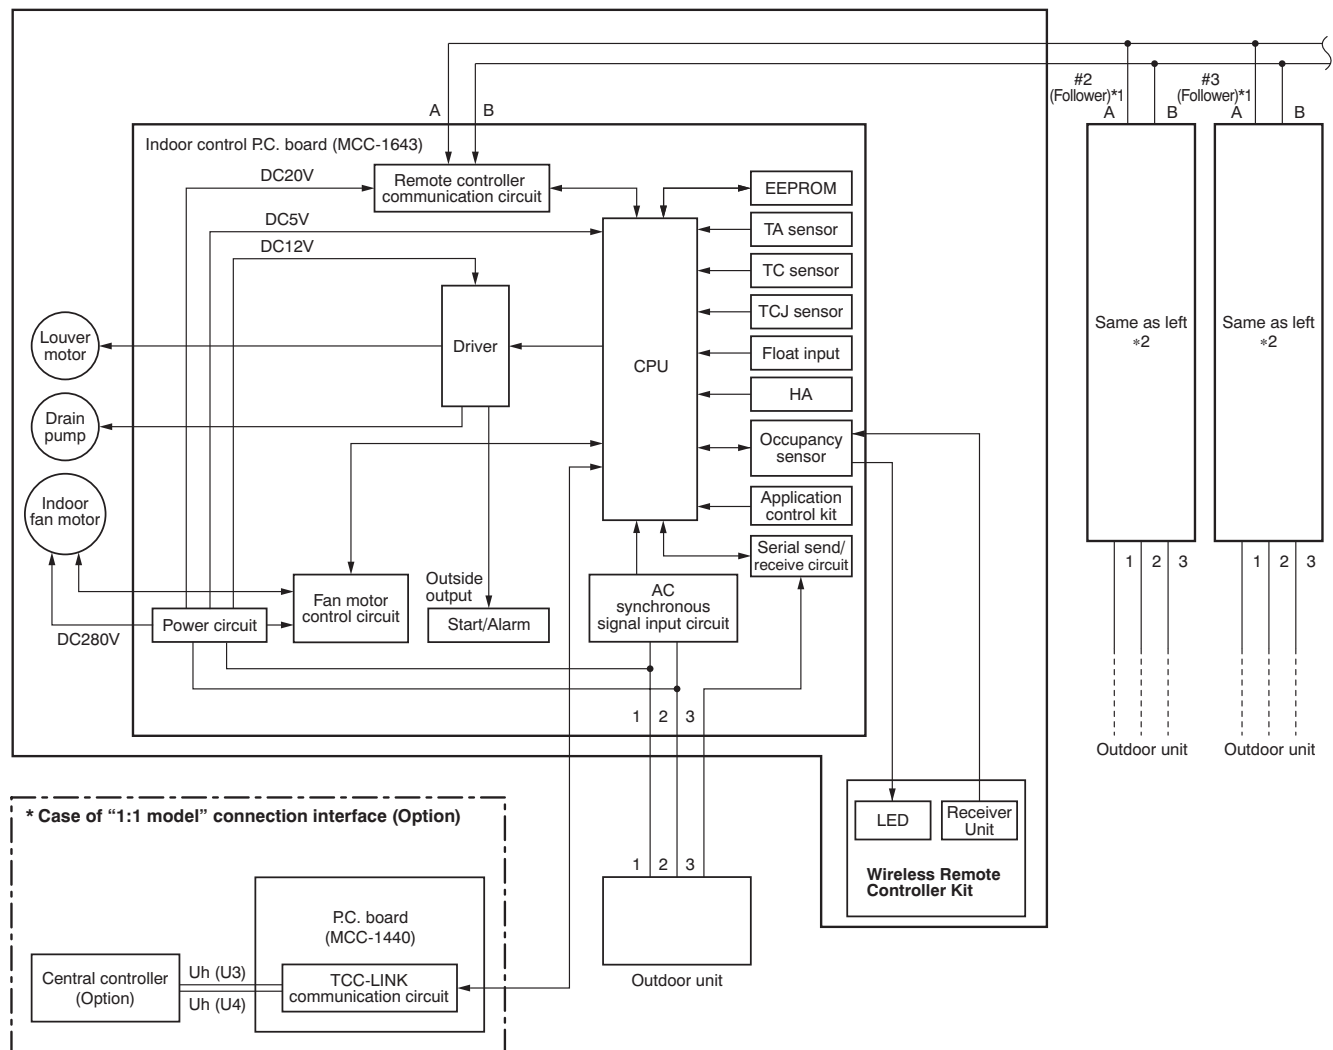 #2
(Follower)*1
A
B
#3
(Follower)*1
A
B
A
B
Indoor control P.C. board (MCC-1643)
DC20V
Remote controller
communication circuit
DC5V
DC12V
EEPROM
TA sensor
TC sensor
TCJ sensor
Float input
HA
Occupancy
sensor
Application
control kit
Serial send/
receive circuit
CPU
Driver
Louver
motor
Drain
pump
Indoor
fan motor
Same as left
*2
Same as left
*2
Outside
output
Start/Alarm
Fan motor
control circuit
Power circuit
DC280V
AC
synchronous
signal input circuit
1
2
3
1
2
3
1
2
3
Outdoor unit
Outdoor unit
* Case of “1:1 model” connection interface (Option)
LED
Receiver
Unit
Wireless Remote
Controller Kit
1
2
3
Outdoor unit
P.C. board
(MCC-1440)
Central controller
(Option)
Uh (U3)
Uh (U4)
TCC-LINK
communication circuit